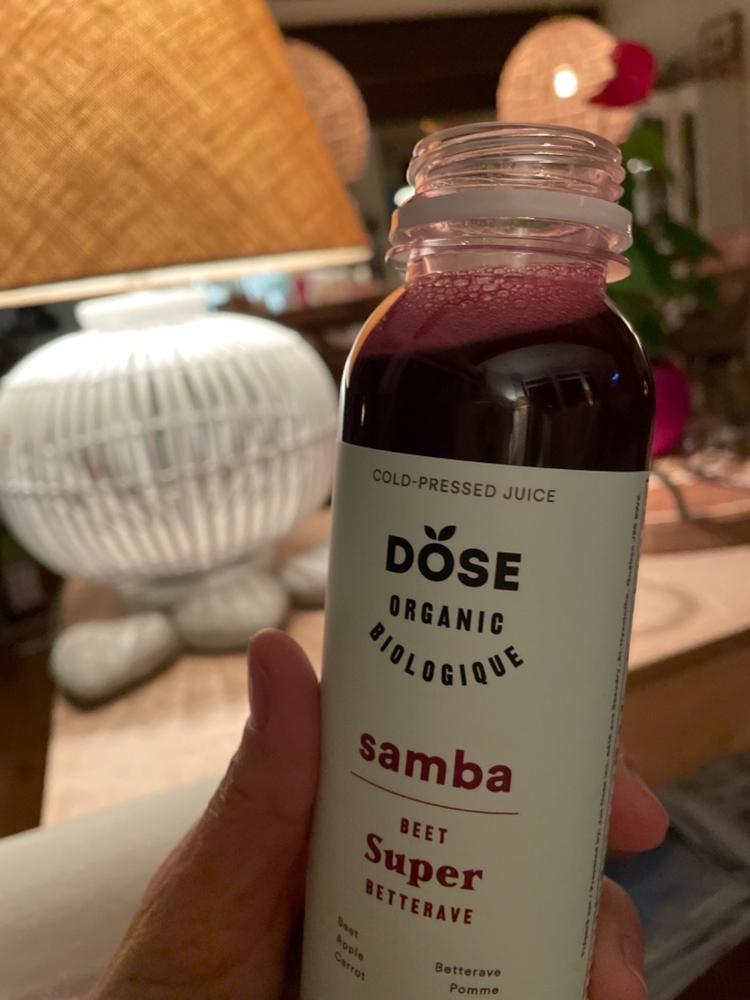 COLD-PRESSED JUICE
DOSE
ORGANIC
BIOLOGIQUE
samba
BEET
Super
BETTERAVE
Beet
Apple
Carrot
Betterave
Pomme